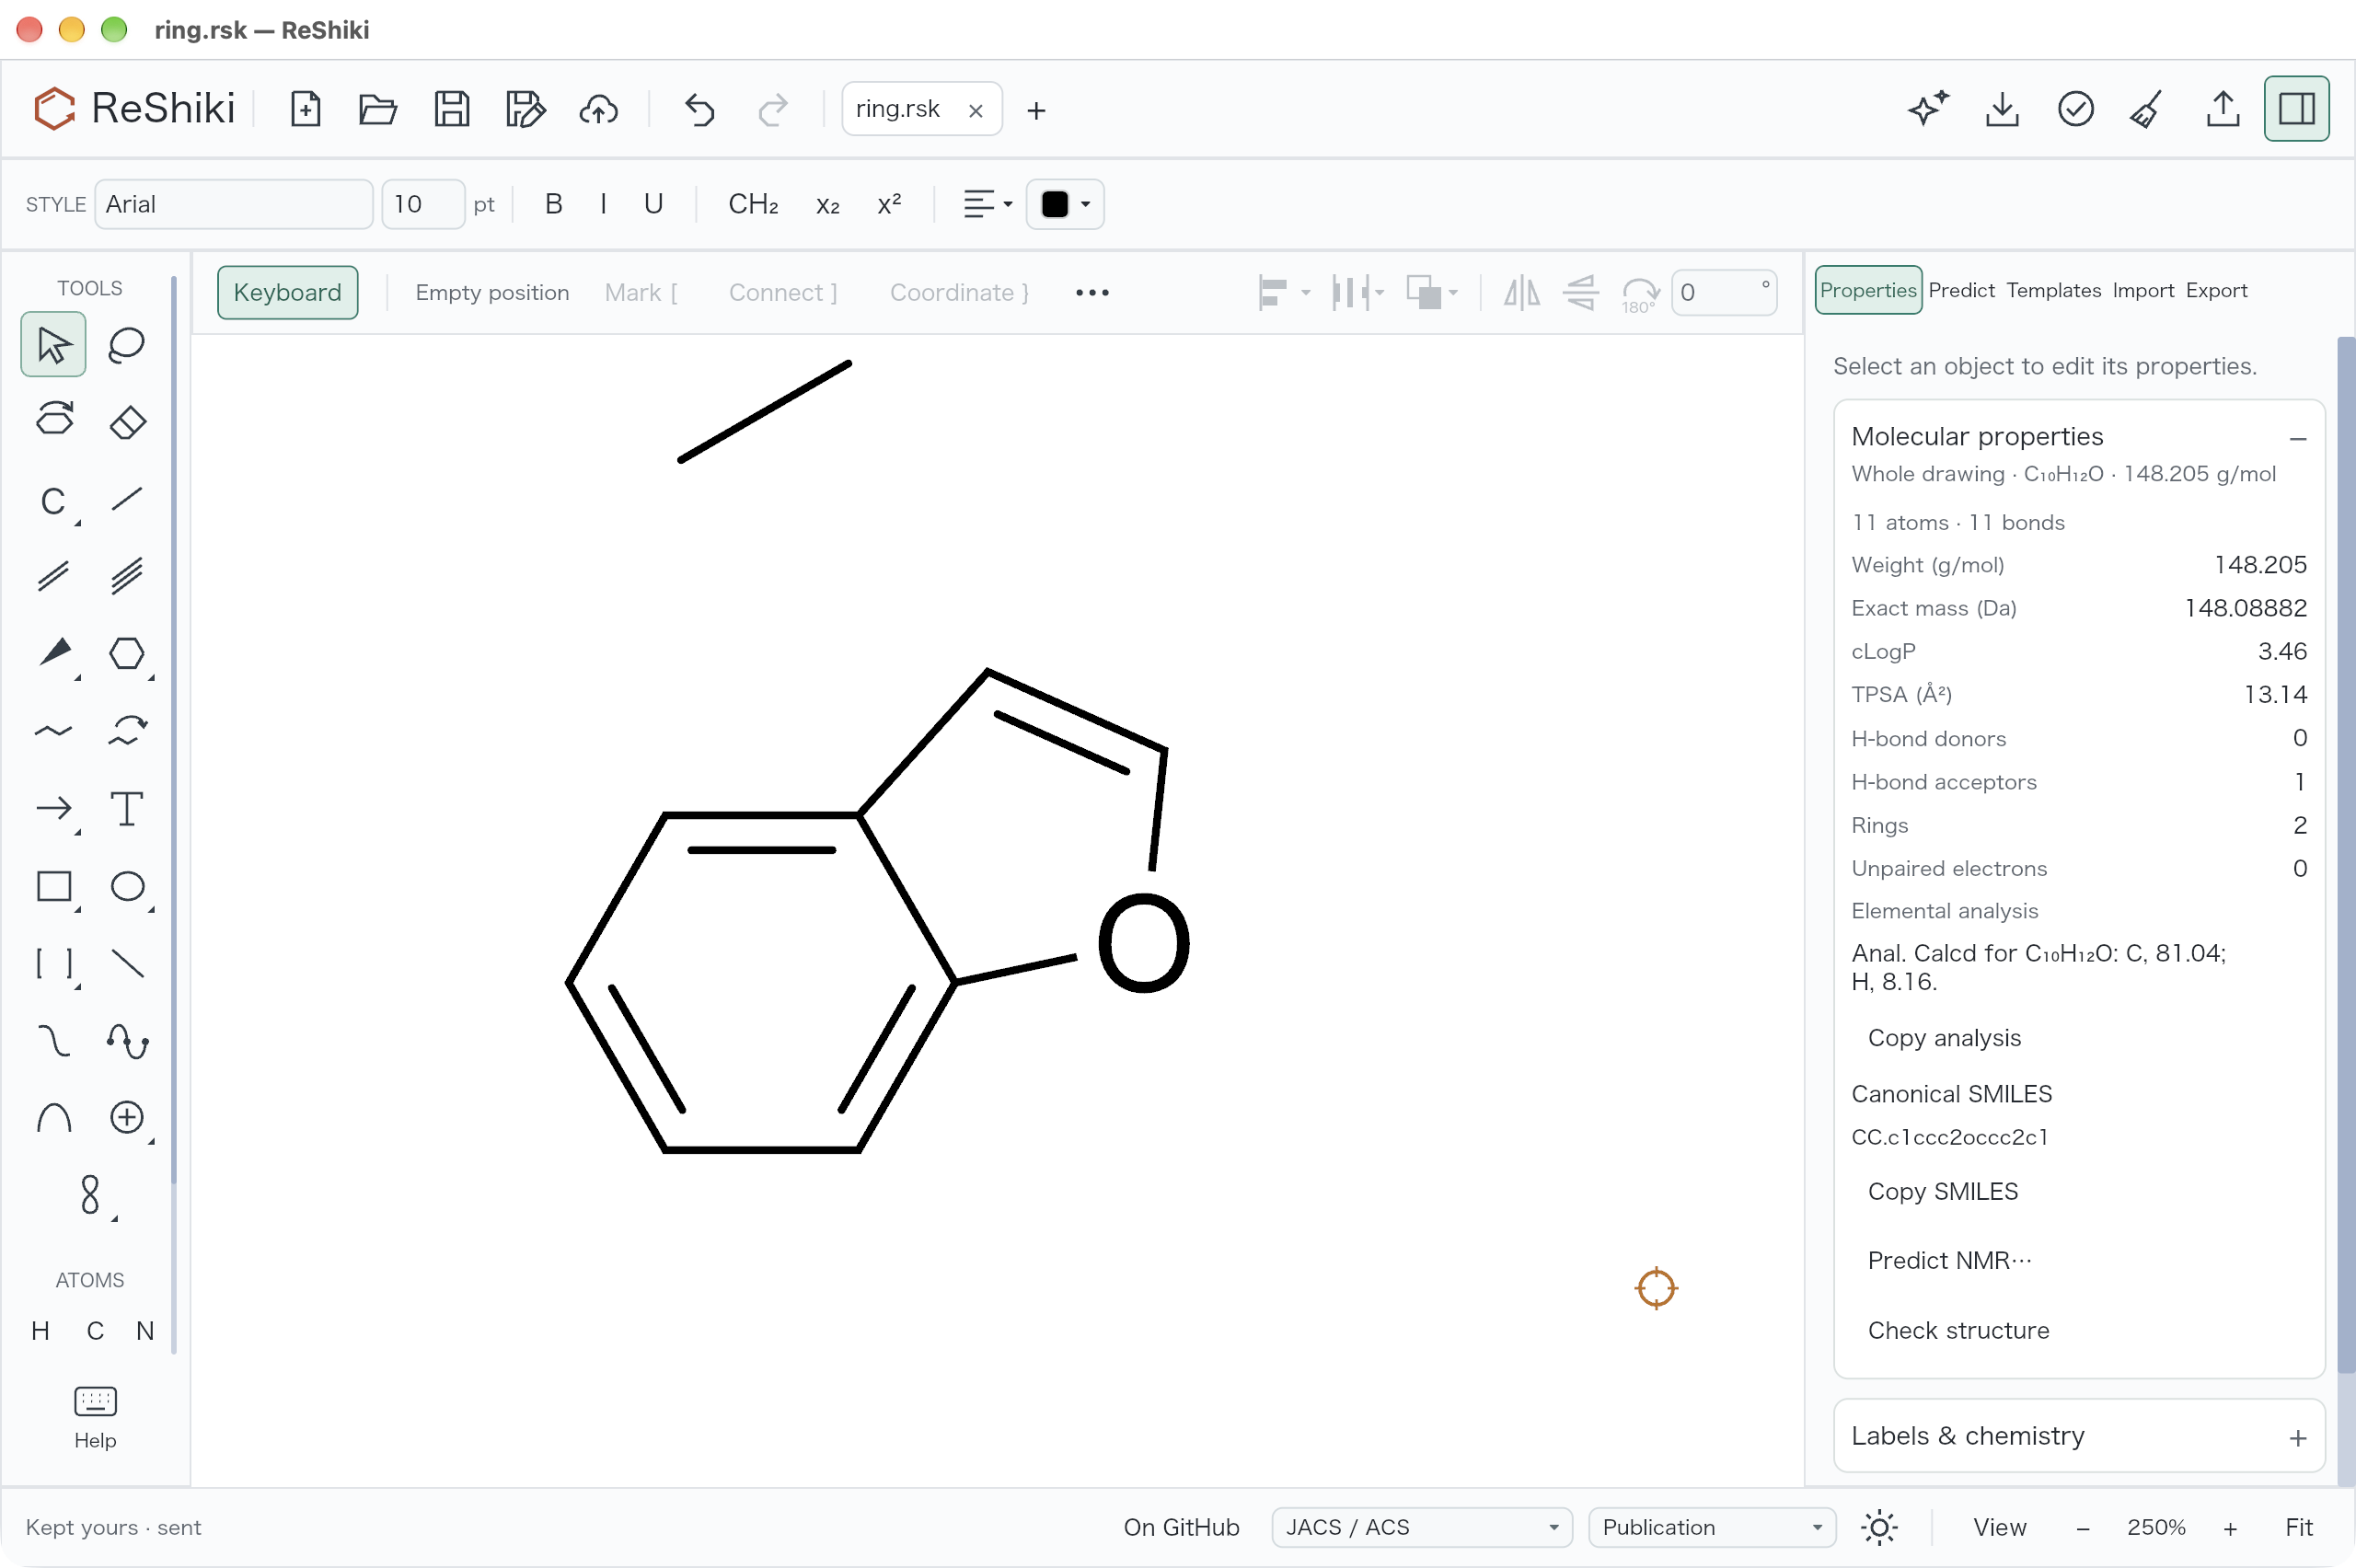 ring.rsk — ReShiki
ReShiki
ring.rsk ×
+
STYLE Arial 10 pt B I U CH₂ x₂ x²
TOOLS
Keyboard Empty position Mark [ Connect ] Coordinate } •••
180° 0 °
Properties Predict Templates Import Export
Select an object to edit its properties.
Molecular properties −
Whole drawing · C₁₀H₁₂O · 148.205 g/mol
11 atoms · 11 bonds
Weight (g/mol) 148.205
Exact mass (Da) 148.08882
cLogP 3.46
TPSA (Å²) 13.14
H-bond donors 0
H-bond acceptors 1
Rings 2
Unpaired electrons 0
Elemental analysis
Anal. Calcd for C₁₀H₁₂O: C, 81.04;
H, 8.16.
Copy analysis
Canonical SMILES
CC.c1ccc2occc2c1
Copy SMILES
Predict NMR⋯
Check structure
Labels & chemistry +
C
T
[ ]
O
ATOMS
H C N
Help
Kept yours · sent
On GitHub JACS / ACS Publication View − 250% + Fit